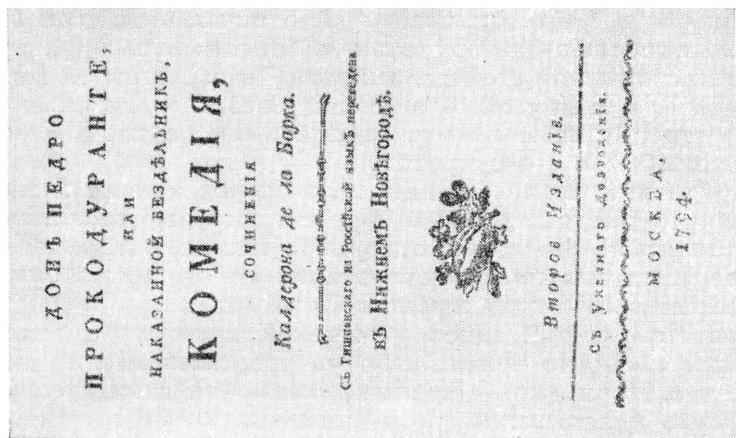 ДОНЪ ПЕДРО
ПРОКОДУРАНТЕ,
ИЛИ
НАКАЗАННОЙ БЕЗДѢЛЬНИКЪ,
КОМЕДІЯ,
СОЧИНЕНІЯ
Калдерона де ла Барка.
Съ Гишпанскаго на Россійской языкъ переведена
въ Нижнемъ Новѣгородѣ.
Второе Изданіе.
съ указнаго дозволенія.
МОСКВА,
1794.